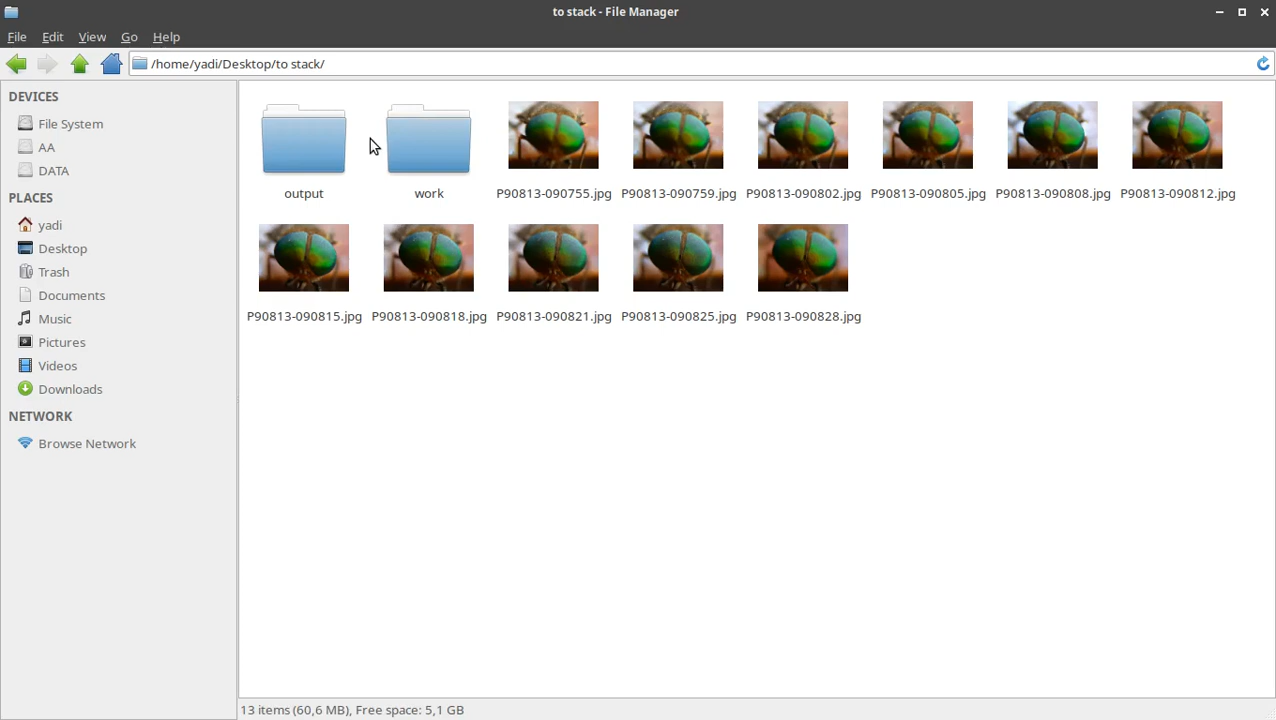 to stack - File Manager
File Edit View Go Help
/home/yadi/Desktop/to stack/
DEVICES
File System
AA
DATA
PLACES
yadi
Desktop
Trash
Documents
Music
Pictures
Videos
Downloads
NETWORK
Browse Network
output work P90813-090755.jpg P90813-090759.jpg P90813-090802.jpg P90813-090805.jpg P90813-090808.jpg P90813-090812.jpg
P90813-090815.jpg P90813-090818.jpg P90813-090821.jpg P90813-090825.jpg P90813-090828.jpg
13 items (60,6 MB), Free space: 5,1 GB